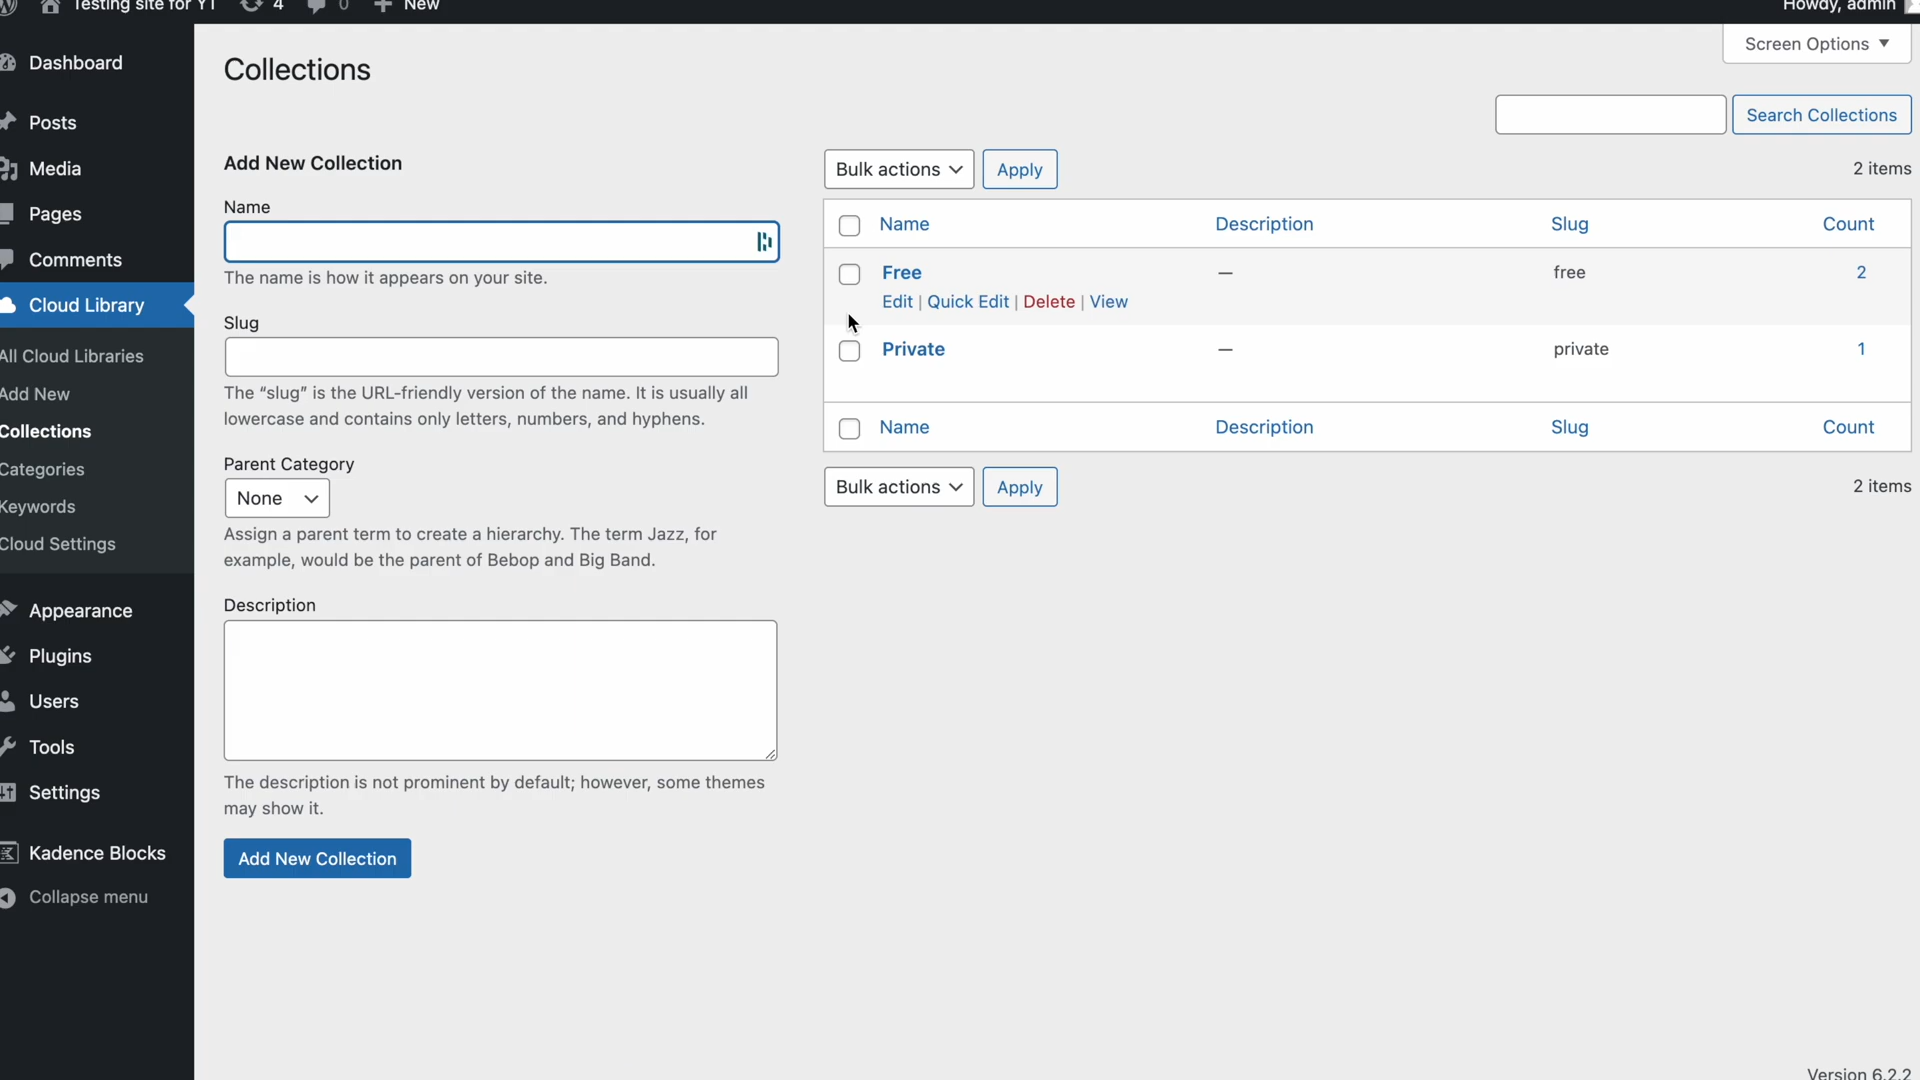 Testing site for YT 4 0 New Howdy, admin
Dashboard
Posts
Media
Pages
Comments
Cloud Library
All Cloud Libraries
Add New
Collections
Categories
Keywords
Cloud Settings
Appearance
Plugins
Users
Tools
Settings
Kadence Blocks
Collapse menu
Collections
Screen Options
Search Collections
Add New Collection
Name
The name is how it appears on your site.
Slug
The “slug” is the URL-friendly version of the name. It is usually all
lowercase and contains only letters, numbers, and hyphens.
Parent Category
None
Assign a parent term to create a hierarchy. The term Jazz, for
example, would be the parent of Bebop and Big Band.
Description
The description is not prominent by default; however, some themes
may show it.
Add New Collection
Bulk actions Apply 2 items
Name Description Slug Count
Free — free 2
Edit | Quick Edit | Delete | View
Private — private 1
Name Description Slug Count
Bulk actions Apply 2 items
Version 6.2.2